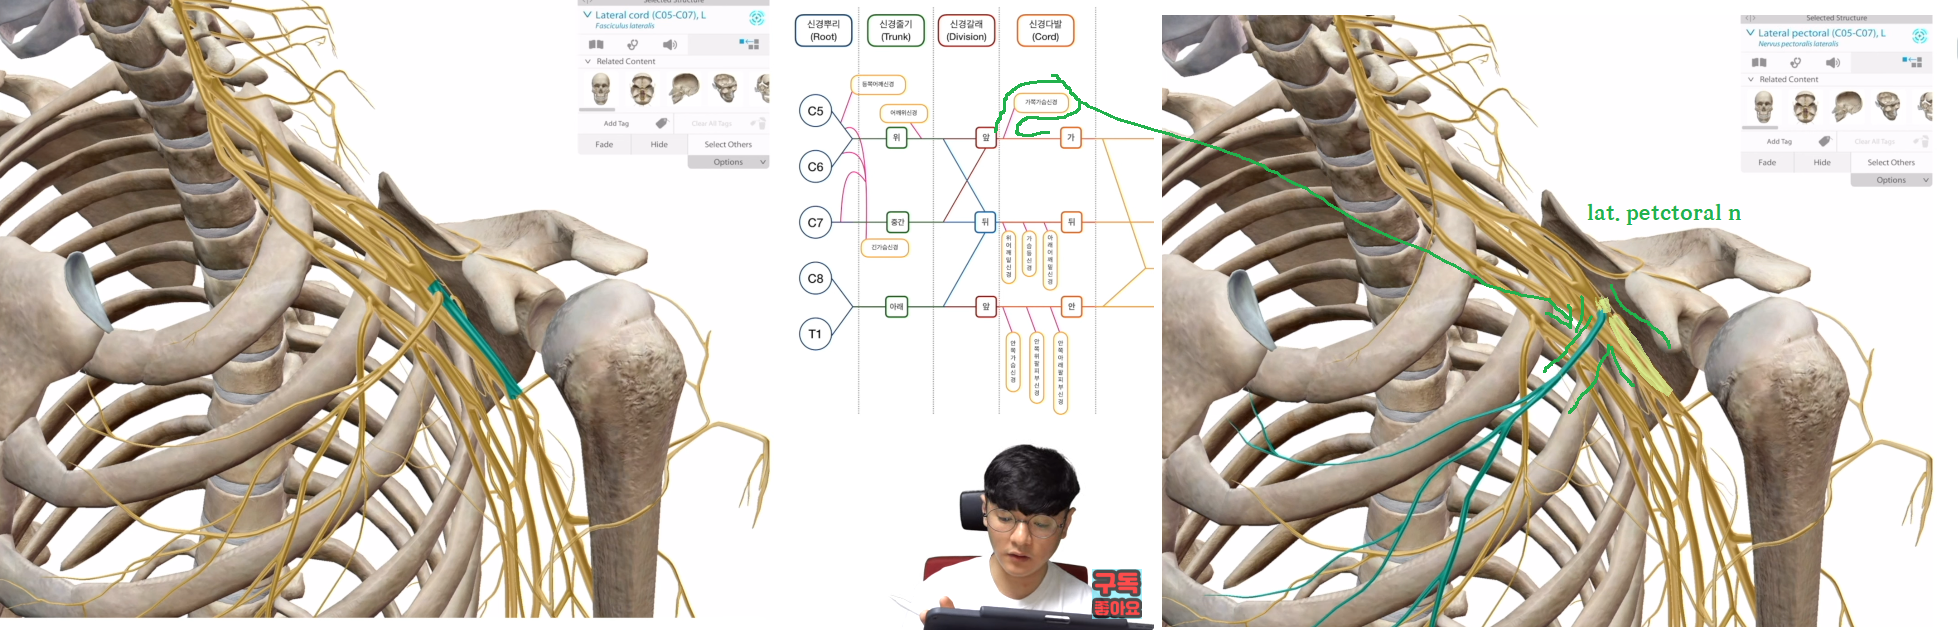 Selected Structure
Lateral cord (C05-C07), L
Fasciculus lateralis
Related Content
Add Tag
Clear All Tags
Fade
Hide
Select Others
Options
신경뿌리
(Root)
신경줄기
(Trunk)
신경갈래
(Division)
신경다발
(Cord)
등쪽어깨신경
어깨위신경
가쪽가슴신경
C5
위
앞
가
C6
C7
중간
뒤
뒤
긴가슴신경
위어깨밑신경
가슴등신경
아래어깨밑신경
C8
아래
앞
안
T1
안쪽가슴신경
안쪽위팔피부신경
안쪽아래팔피부신경
구독
좋아요
Selected Structure
Lateral pectoral (C05-C07), L
Nervus pectoralis lateralis
Related Content
Add Tag
Clear All Tags
Fade
Hide
Select Others
Options
lat. petctoral n